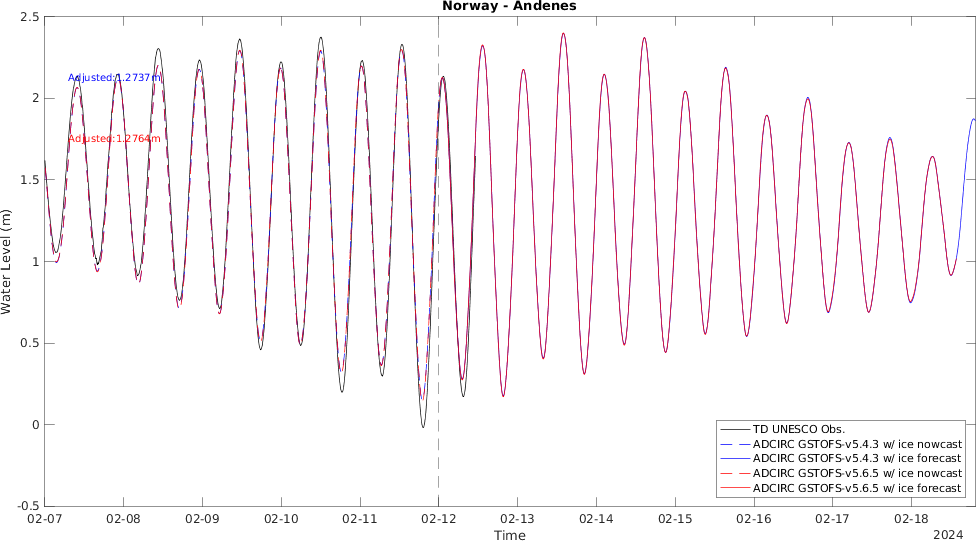 Norway - Andenes
2.5
2
1.5
1
0.5
0
-0.5
Water Level (m)
Adjusted:1.2737m
Adjusted:1.2764m
TD UNESCO Obs.
ADCIRC GSTOFS-v5.4.3 w/ ice nowcast
ADCIRC GSTOFS-v5.4.3 w/ ice forecast
ADCIRC GSTOFS-v5.6.5 w/ ice nowcast
ADCIRC GSTOFS-v5.6.5 w/ ice forecast
02-07 02-08 02-09 02-10 02-11 02-12 02-13 02-14 02-15 02-16 02-17 02-18
Time
2024